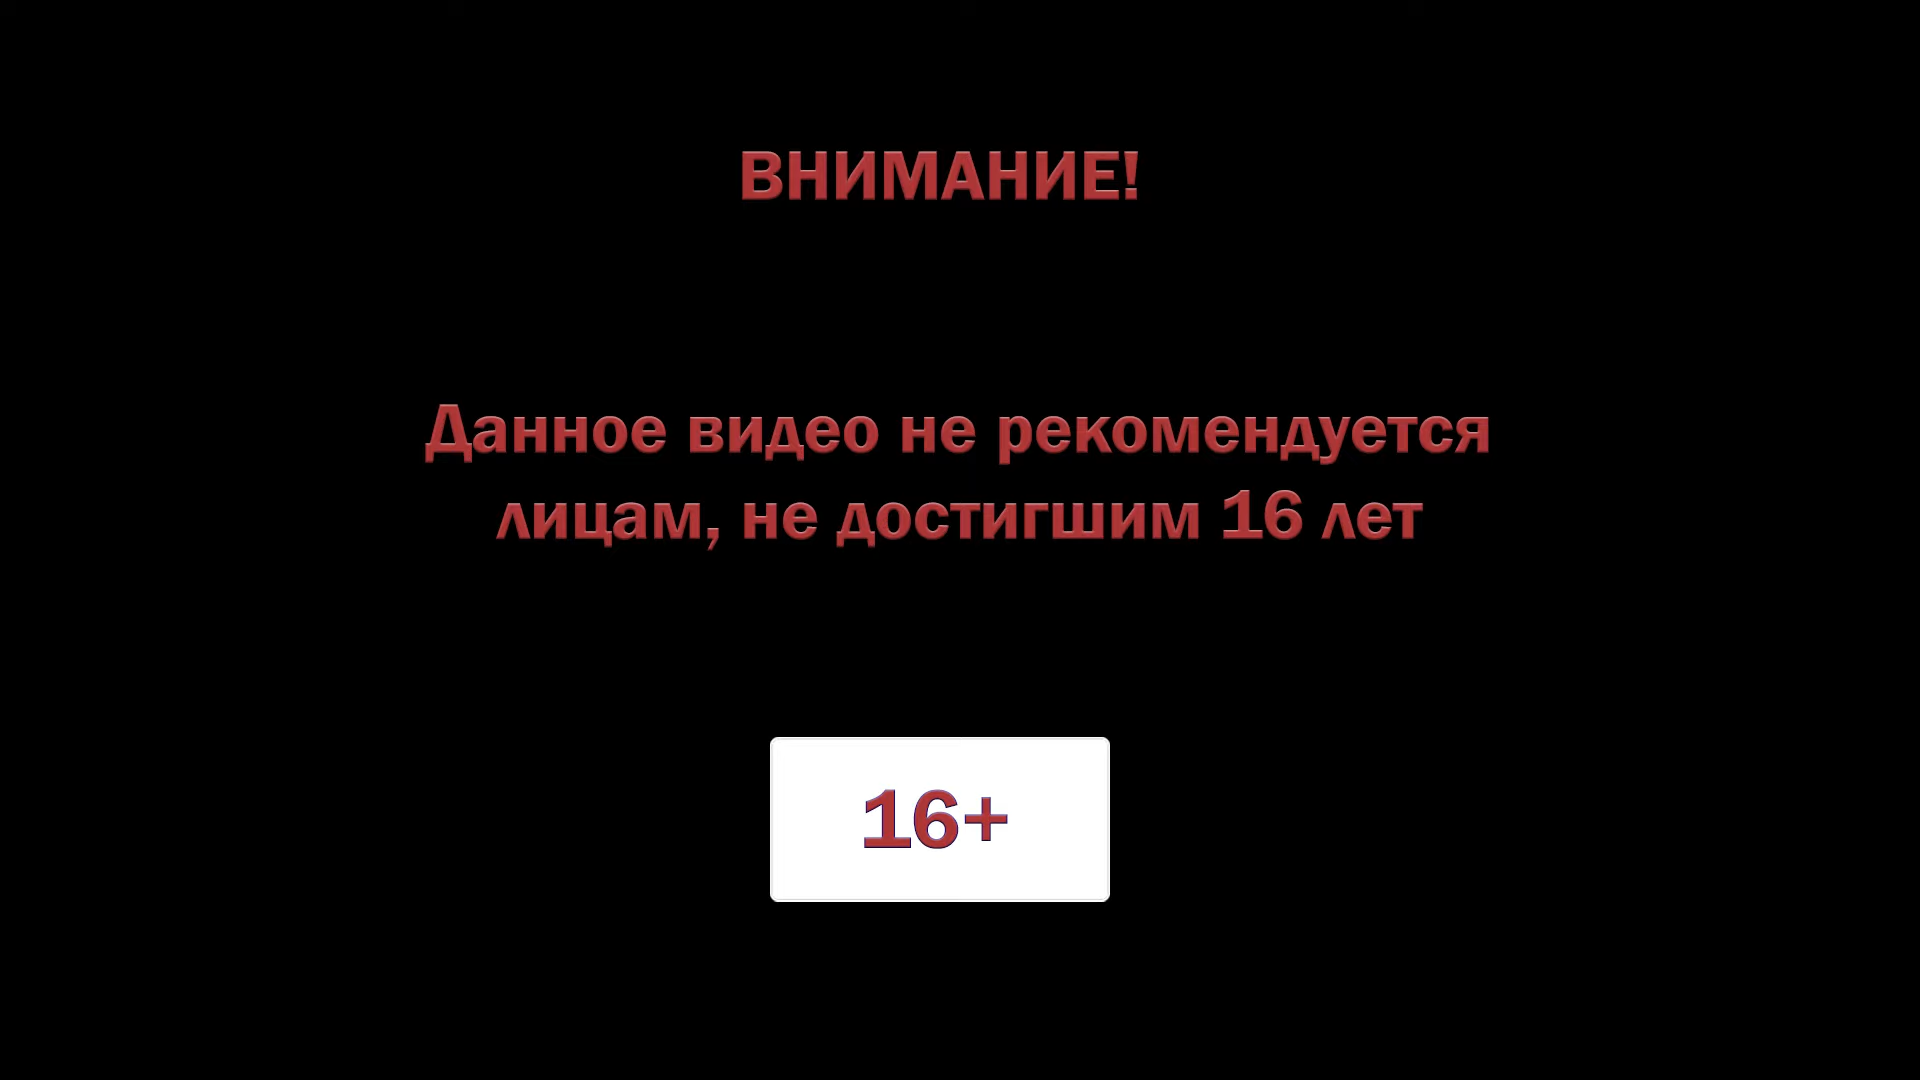 ВНИМАНИЕ!
Данное видео не рекомендуется
лицам, не достигшим 16 лет
16+